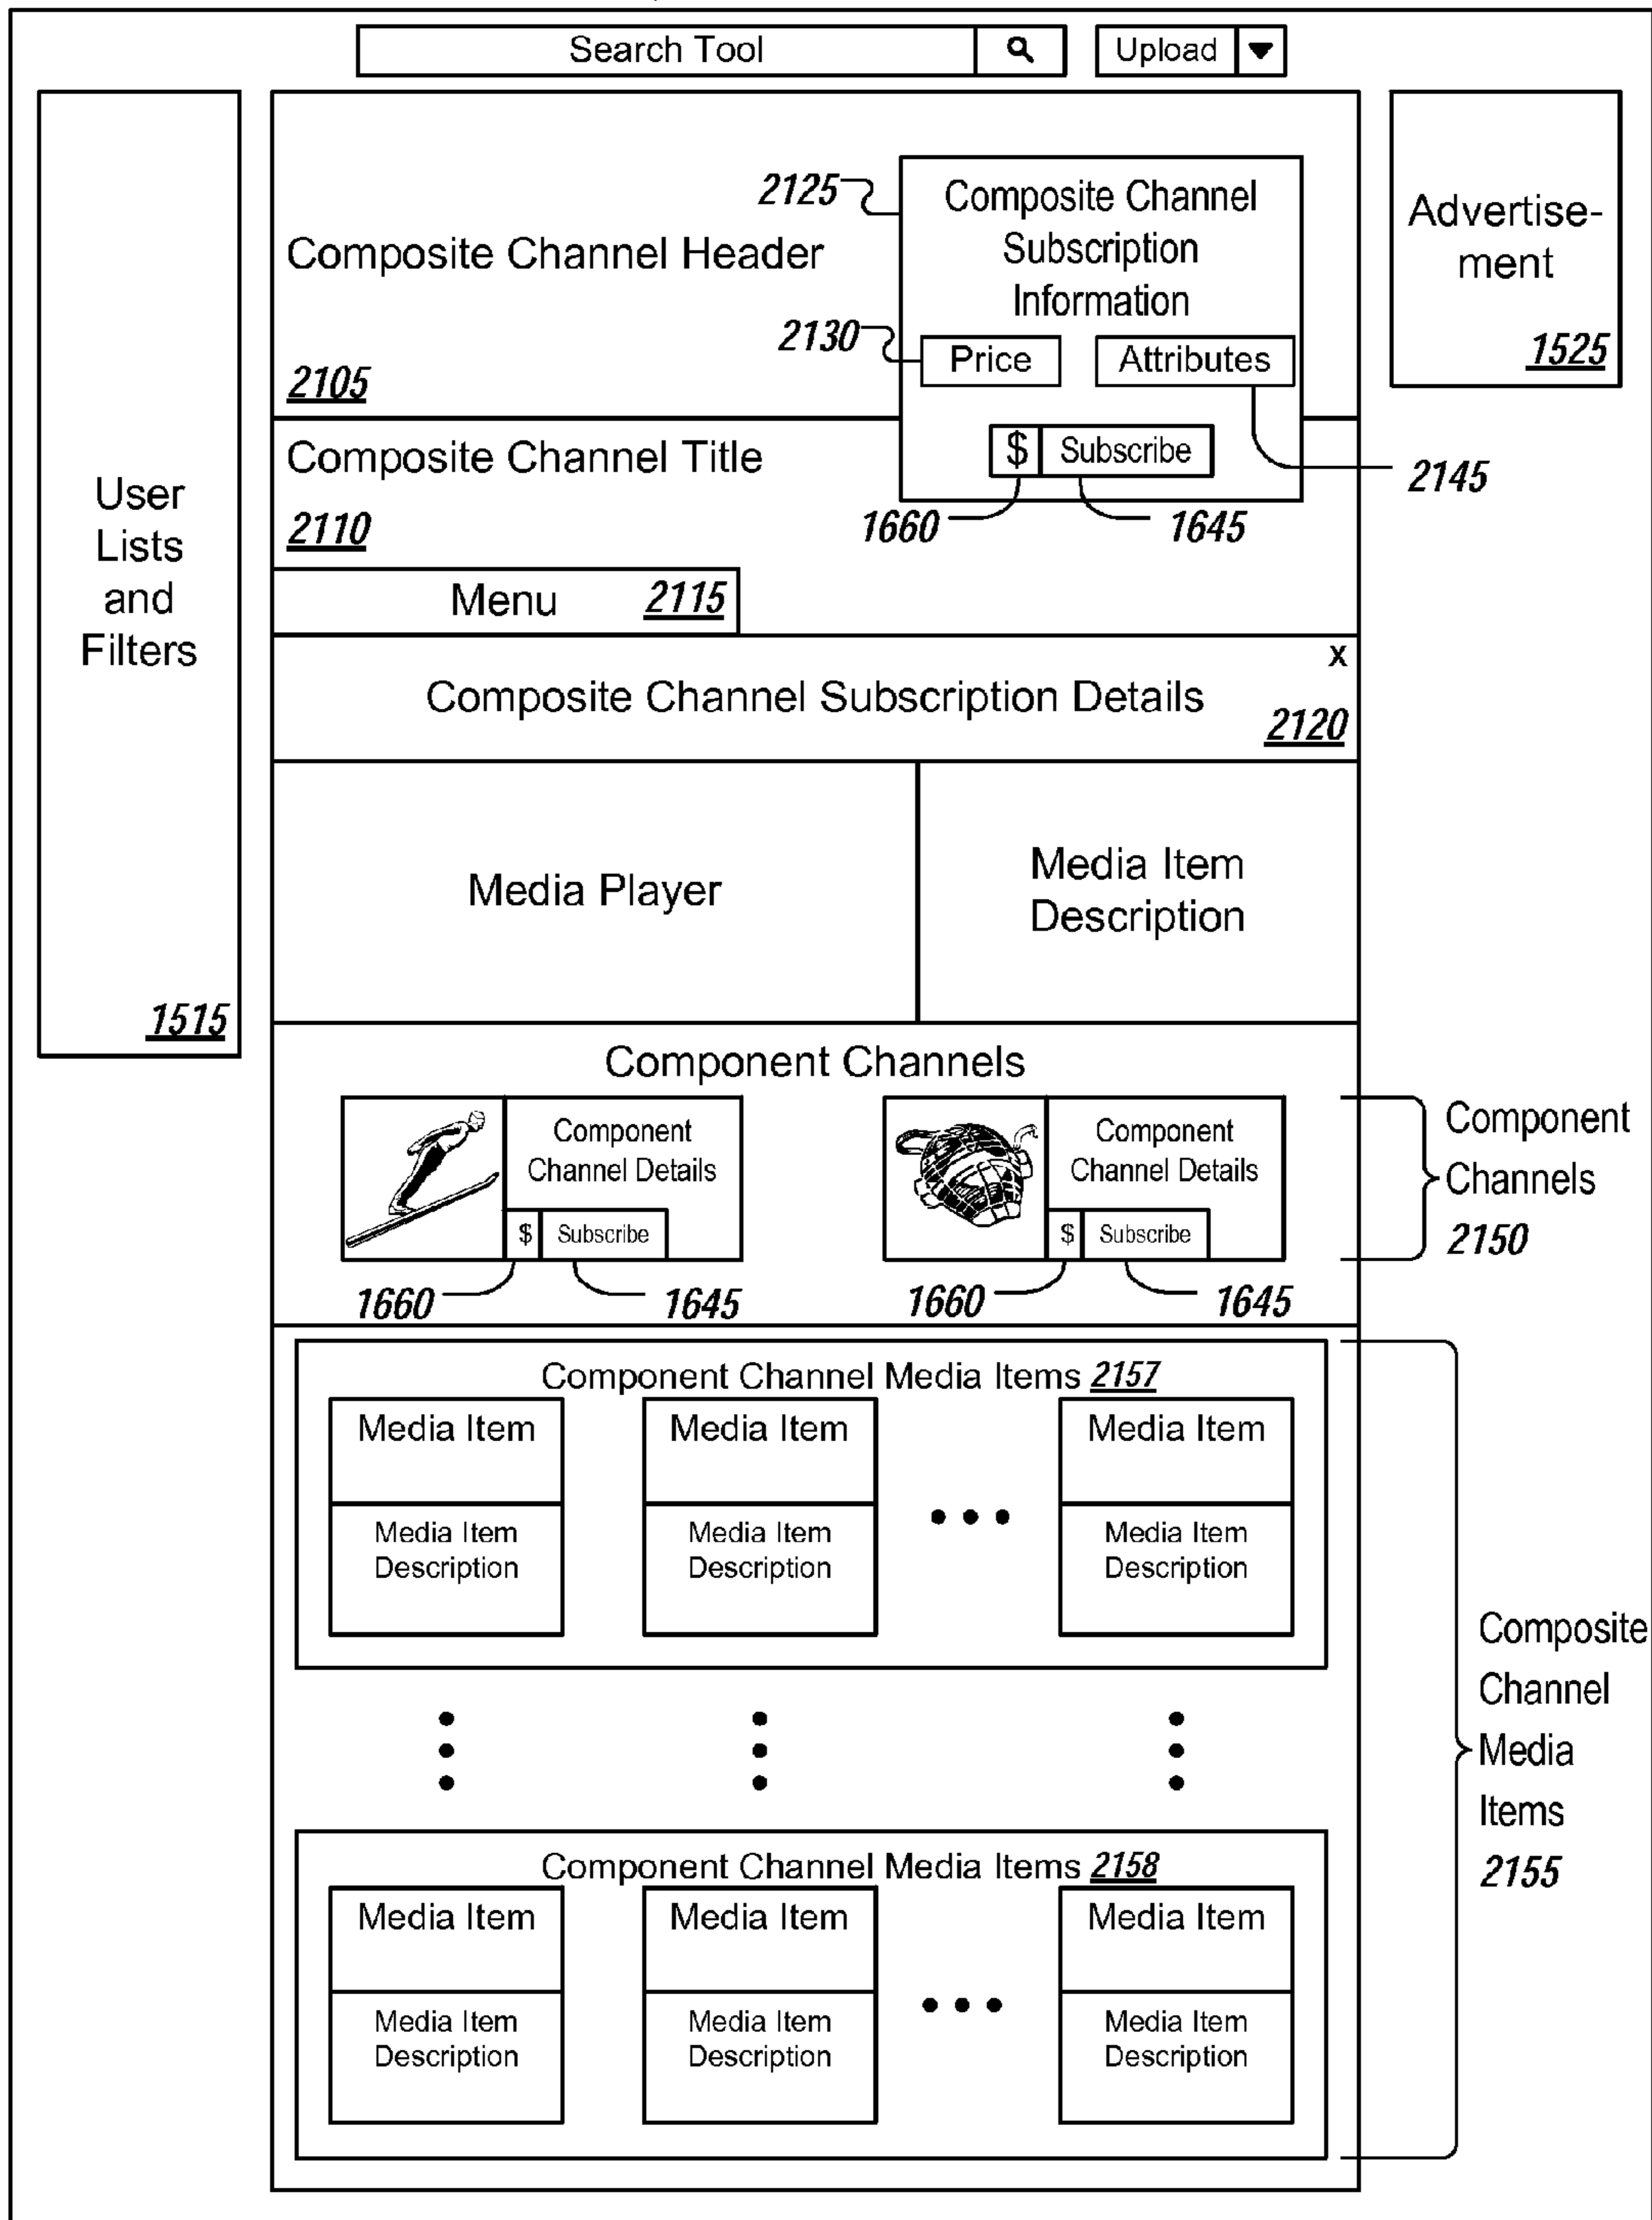 Search Tool
Upload
User
Lists
and
Filters
1515
2125
Composite Channel
Subscription
Information
Composite Channel Header
2130
Price
Attributes
2105
Advertise-
ment
1525
Composite Channel Title
$ Subscribe
2145
2110
1660
1645
Menu 2115
X
Composite Channel Subscription Details
2120
Media Player
Media Item
Description
Component Channels
Component
Channel Details
$ Subscribe
1660
1645
Component
Channel Details
$ Subscribe
1660
1645
Component
Channels
2150
Component Channel Media Items 2157
Media Item
Media Item
Description
Media Item
Media Item
Description
Media Item
Media Item
Description
Composite
Channel
Media
Items
2155
Component Channel Media Items 2158
Media Item
Media Item
Description
Media Item
Media Item
Description
Media Item
Media Item
Description